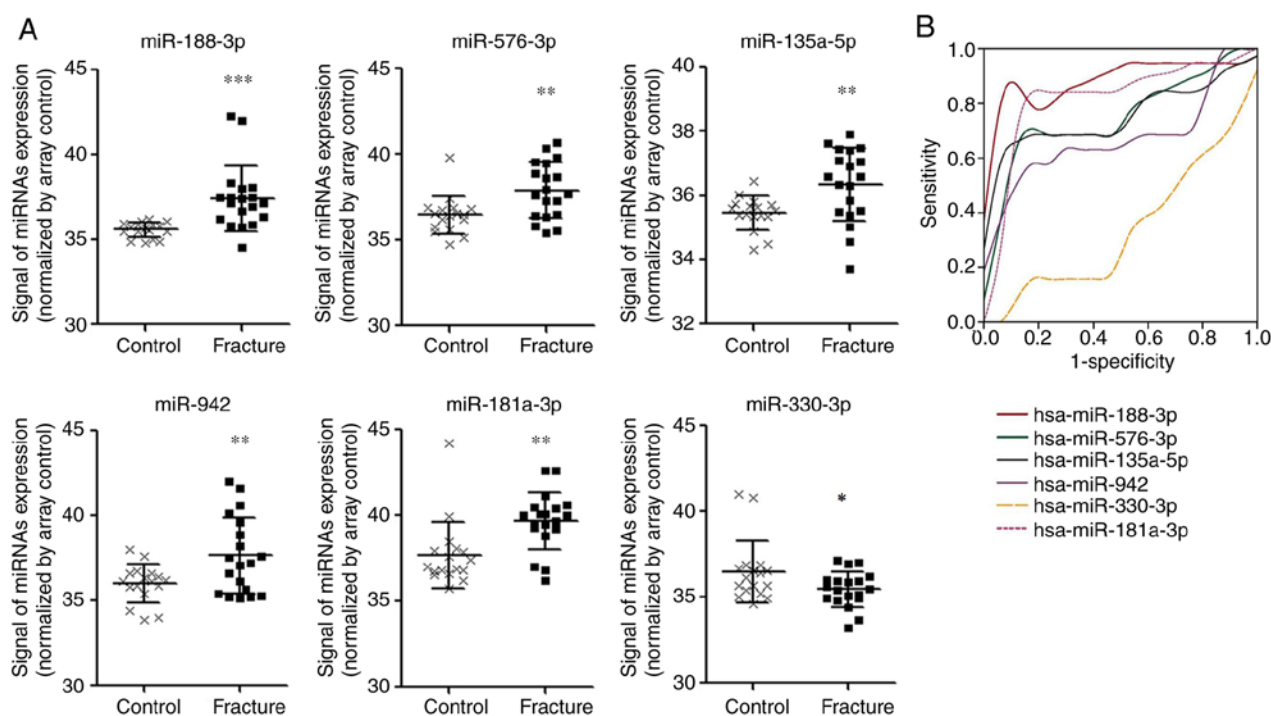 A
miR-188-3p
Signal of miRNAs expression
(normalized by array control)
45
40
35
30
***
Control Fracture
miR-576-3p
Signal of miRNAs expression
(normalized by array control)
45
40
35
30
**
Control Fracture
miR-135a-5p
Signal of miRNAs expression
(normalized by array control)
40
38
36
34
32
**
Control Fracture
B
Sensitivity
1.0
0.8
0.6
0.4
0.2
0.0
0.0 0.2 0.4 0.6 0.8 1.0
1-specificity
miR-942
Signal of miRNAs expression
(normalized by array control)
45
40
35
30
**
Control Fracture
miR-181a-3p
Signal of miRNAs expression
(normalized by array control)
45
40
35
30
**
Control Fracture
miR-330-3p
Signal of miRNAs expression
(normalized by array control)
45
40
35
30
*
Control Fracture
hsa-miR-188-3p
hsa-miR-576-3p
hsa-miR-135a-5p
hsa-miR-942
hsa-miR-330-3p
hsa-miR-181a-3p